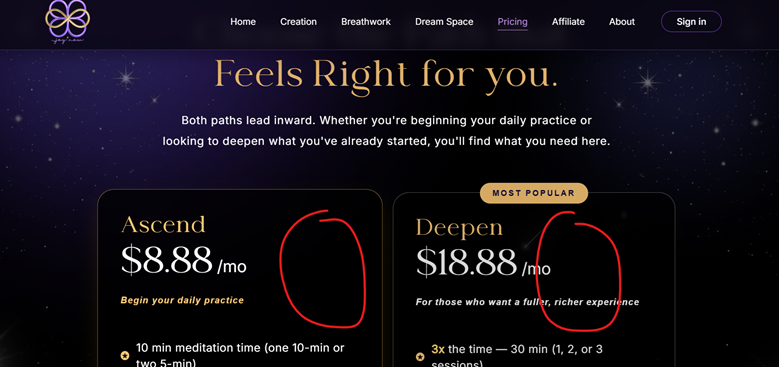 Home Creation Breathwork Dream Space Pricing Affiliate About Sign in
Feels Right for you.
Both paths lead inward. Whether you're beginning your daily practice or
looking to deepen what you've already started, you'll find what you need here.
MOST POPULAR
Ascend
$8.88 /mo
Begin your daily practice
10 min meditation time (one 10-min or
two 5-min)
Deepen
$18.88 /mo
For those who want a fuller, richer experience
3x the time — 30 min (1, 2, or 3
sessions)